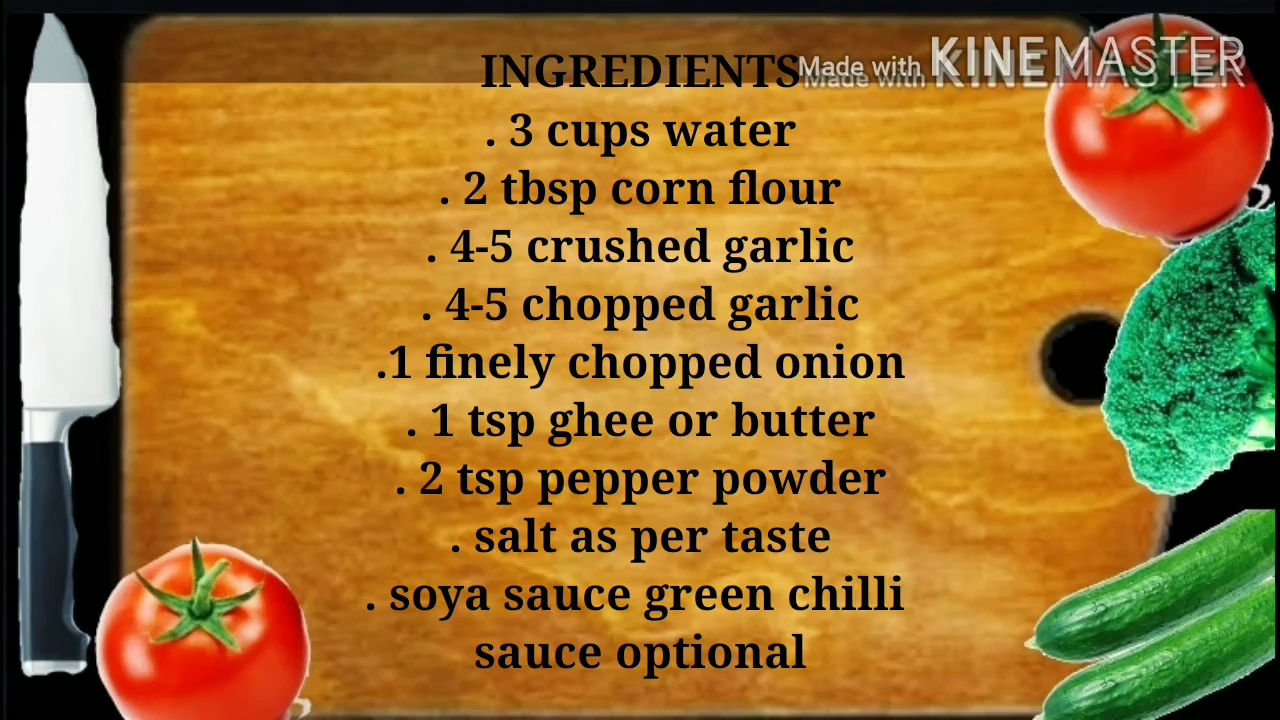 INGREDIENTS
Made with KINEMASTER
. 3 cups water
. 2 tbsp corn flour
. 4-5 crushed garlic
. 4-5 chopped garlic
.1 finely chopped onion
. 1 tsp ghee or butter
. 2 tsp pepper powder
. salt as per taste
. soya sauce green chilli
sauce optional